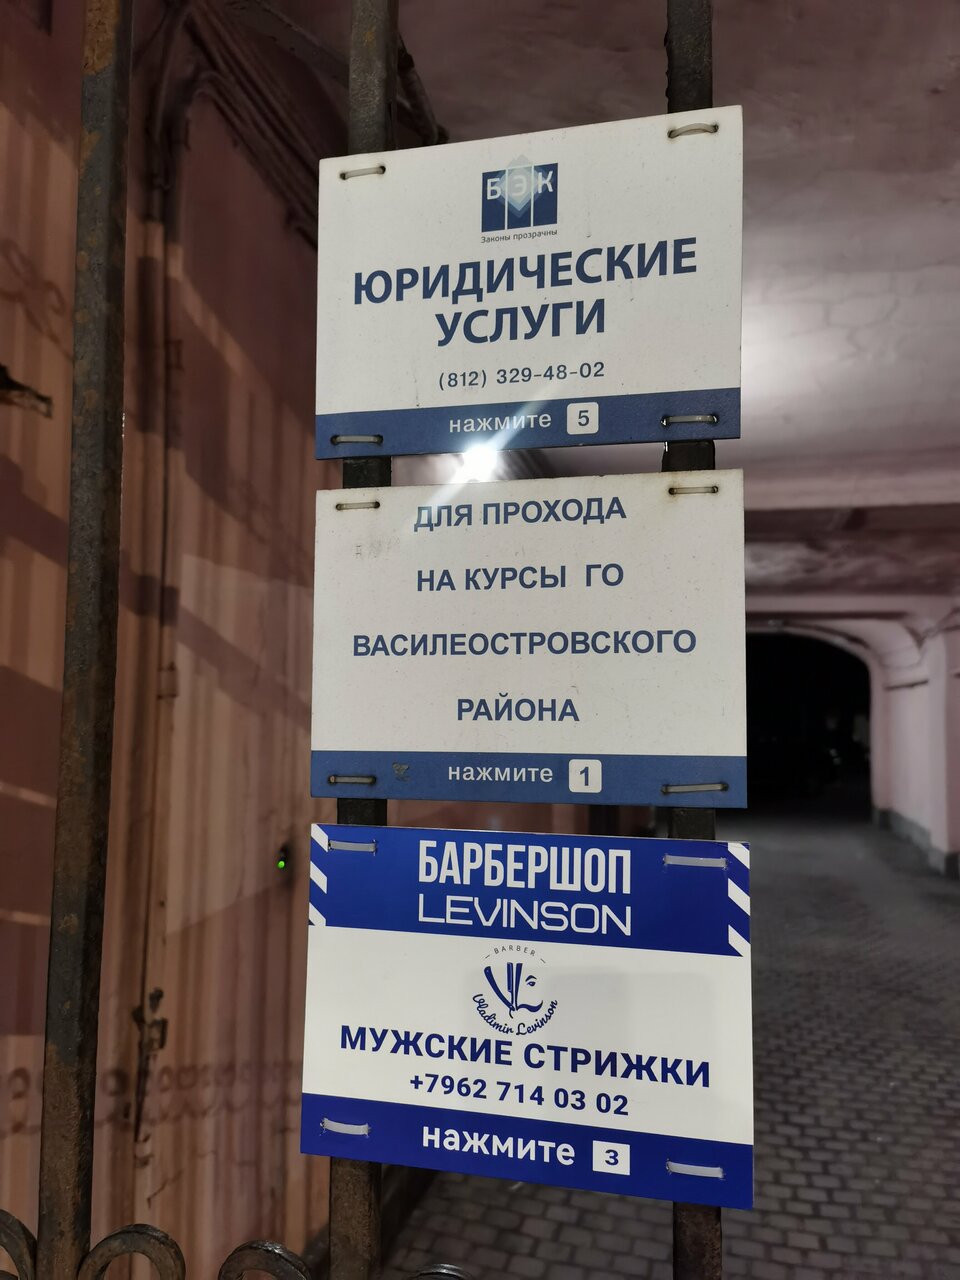 БЭК
Законы прозрачны
ЮРИДИЧЕСКИЕ
УСЛУГИ
(812) 329-48-02
нажмите 5
ДЛЯ ПРОХОДА
НА КУРСЫ ГО
ВАСИЛЕОСТРОВСКОГО
РАЙОНА
нажмите 1
БАРБЕРШОП
LEVINSON
BARBER
VL
Vladimir Levinson
МУЖСКИЕ СТРИЖКИ
+7962 714 03 02
нажмите 3